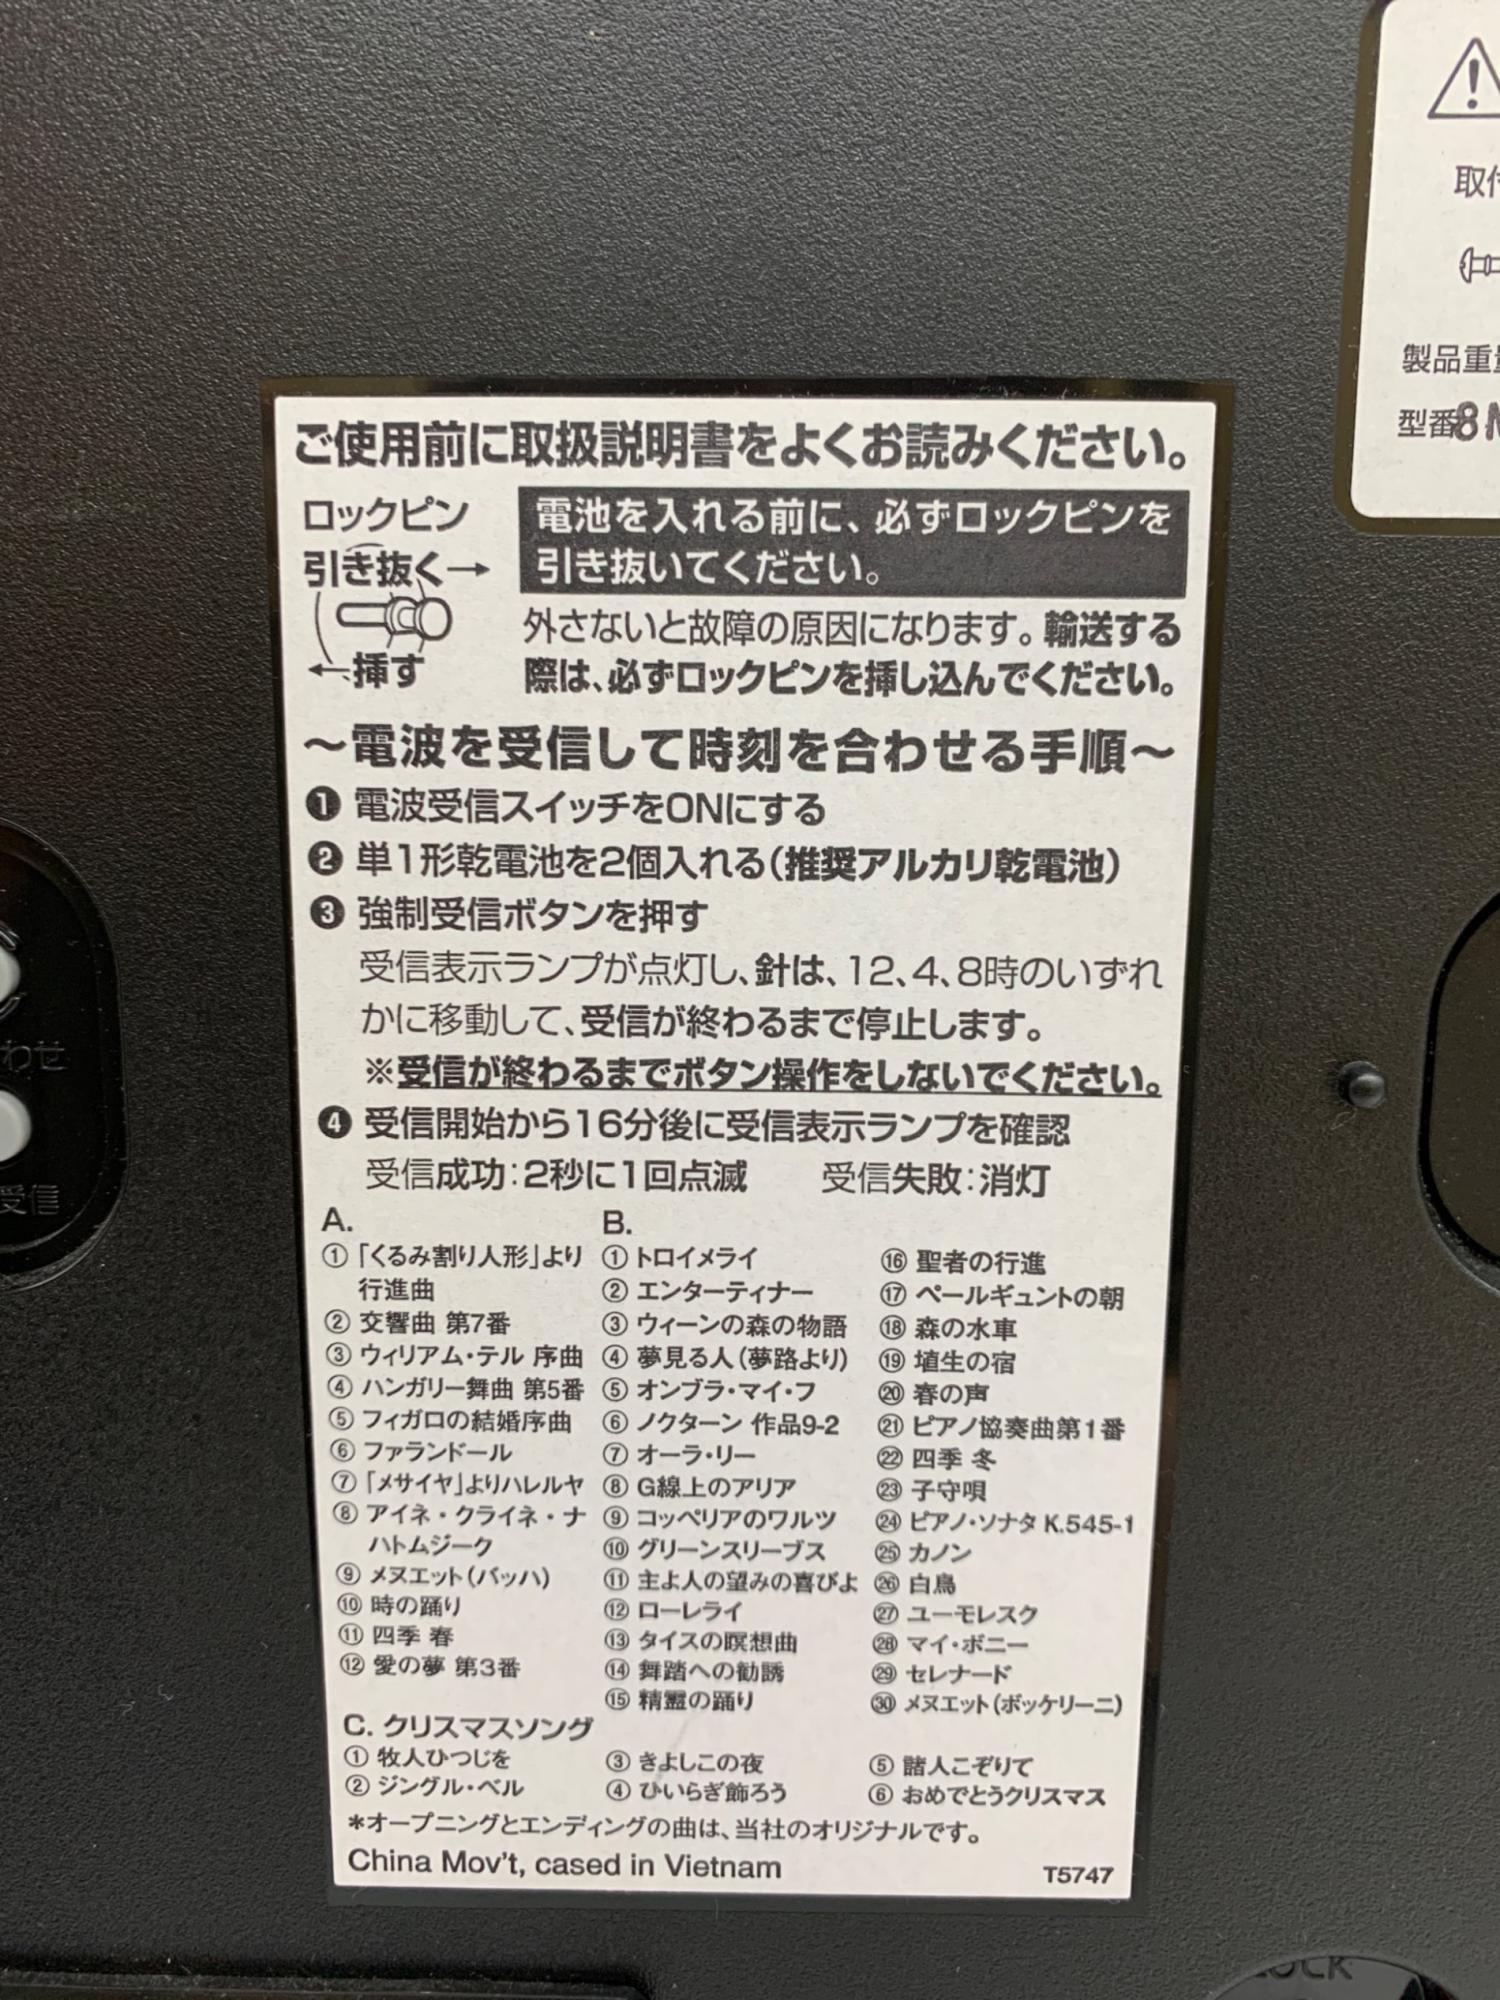 ご使用前に取扱説明書をよくお読みください。
ロックピン
引き抜く→
←挿す
電池を入れる前に、必ずロックピンを
引き抜いてください。
外さないと故障の原因になります。輸送する
際は、必ずロックピンを挿し込んでください。
～電波を受信して時刻を合わせる手順～
❶ 電波受信スイッチをONにする
❷ 単1形乾電池を2個入れる(推奨アルカリ乾電池)
❸ 強制受信ボタンを押す
受信表示ランプが点灯し、針は、12、4、8時のいずれ
かに移動して、受信が終わるまで停止します。
※受信が終わるまでボタン操作をしないでください。
❹ 受信開始から16分後に受信表示ランプを確認
受信成功:2秒に1回点滅　受信失敗:消灯
A.
①「くるみ割り人形」より
行進曲
② 交響曲 第7番
③ ウィリアム・テル 序曲
④ ハンガリー舞曲 第5番
⑤ フィガロの結婚序曲
⑥ ファランドール
⑦「メサイヤ」よりハレルヤ
⑧ アイネ・クライネ・ナ
ハトムジーク
⑨ メヌエット(バッハ)
⑩ 時の踊り
⑪ 四季 春
⑫ 愛の夢 第3番
B.
① トロイメライ
② エンターティナー
③ ウィーンの森の物語
④ 夢見る人(夢路より)
⑤ オンブラ・マイ・フ
⑥ ノクターン 作品9-2
⑦ オーラ・リー
⑧ G線上のアリア
⑨ コッペリアのワルツ
⑩ グリーンスリーブス
⑪ 主よ人の望みの喜びよ
⑫ ローレライ
⑬ タイスの瞑想曲
⑭ 舞踏への勧誘
⑮ 精霊の踊り
⑯ 聖者の行進
⑰ ペールギュントの朝
⑱ 森の水車
⑲ 埴生の宿
⑳ 春の声
㉑ ピアノ協奏曲第1番
㉒ 四季 冬
㉓ 子守唄
㉔ ピアノ・ソナタ K.545-1
㉕ カノン
㉖ 白鳥
㉗ ユーモレスク
㉘ マイ・ボニー
㉙ セレナード
㉚ メヌエット(ボッケリーニ)
C. クリスマスソング
① 牧人ひつじを
② ジングル・ベル
③ きよしこの夜
④ ひいらぎ飾ろう
⑤ 諸人こぞりて
⑥ おめでとうクリスマス
*オープニングとエンディングの曲は、当社のオリジナルです。
China Mov't, cased in Vietnam
T5747
取付
製品重量
型番8M
わせ
受信
LOCK